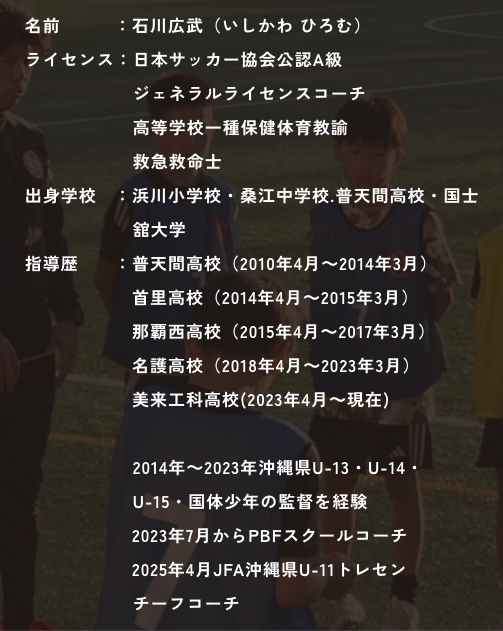 名前　　　：石川広武（いしかわ ひろむ）
ライセンス：日本サッカー協会公認A級
ジェネラルライセンスコーチ
高等学校一種保健体育教諭
救急救命士
出身学校　：浜川小学校・桑江中学校.普天間高校・国士
舘大学
指導歴　　：普天間高校（2010年4月〜2014年3月）
首里高校（2014年4月〜2015年3月）
那覇西高校（2015年4月〜2017年3月）
名護高校（2018年4月〜2023年3月）
美来工科高校(2023年4月〜現在)
2014年〜2023年沖縄県U-13・U-14・
U-15・国体少年の監督を経験
2023年7月からPBFスクールコーチ
2025年4月JFA沖縄県U-11トレセン
チーフコーチ